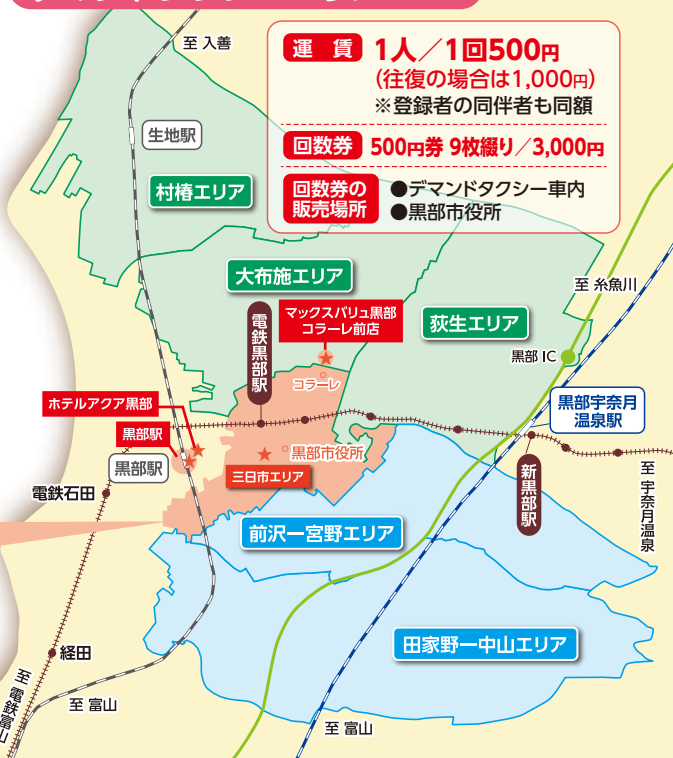 至 入善
運 賃 1人／1回500円
(往復の場合は1,000円)
※登録者の同伴者も同額
回数券 500円券 9枚綴り／3,000円
回数券の
販売場所
●デマンドタクシー車内
●黒部市役所
生地駅
村椿エリア
大布施エリア
至 糸魚川
電鉄黒部駅
マックスバリュ黒部
コラーレ前店
荻生エリア
黒部IC
コラーレ
ホテルアクア黒部
黒部宇奈月
温泉駅
黒部駅
黒部市役所
黒部駅
三日市エリア
新黒部駅
至 宇奈月温泉
電鉄石田
前沢ー宮野エリア
田家野ー中山エリア
経田
至 電鉄富山
至 富山
至 富山